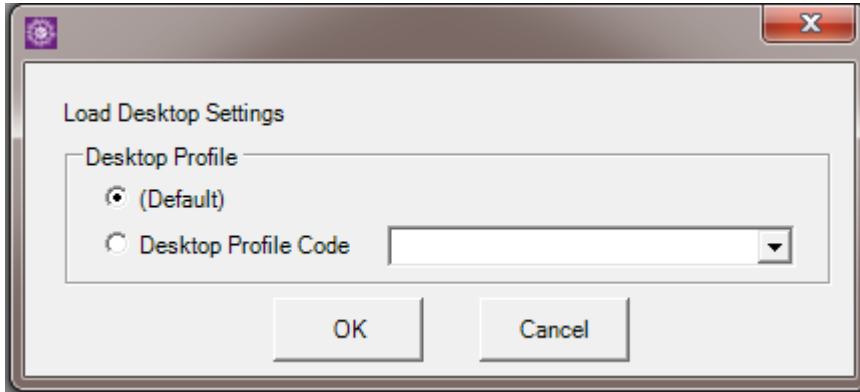 Load Desktop Settings
Desktop Profile
(Default)
Desktop Profile Code
OK Cancel